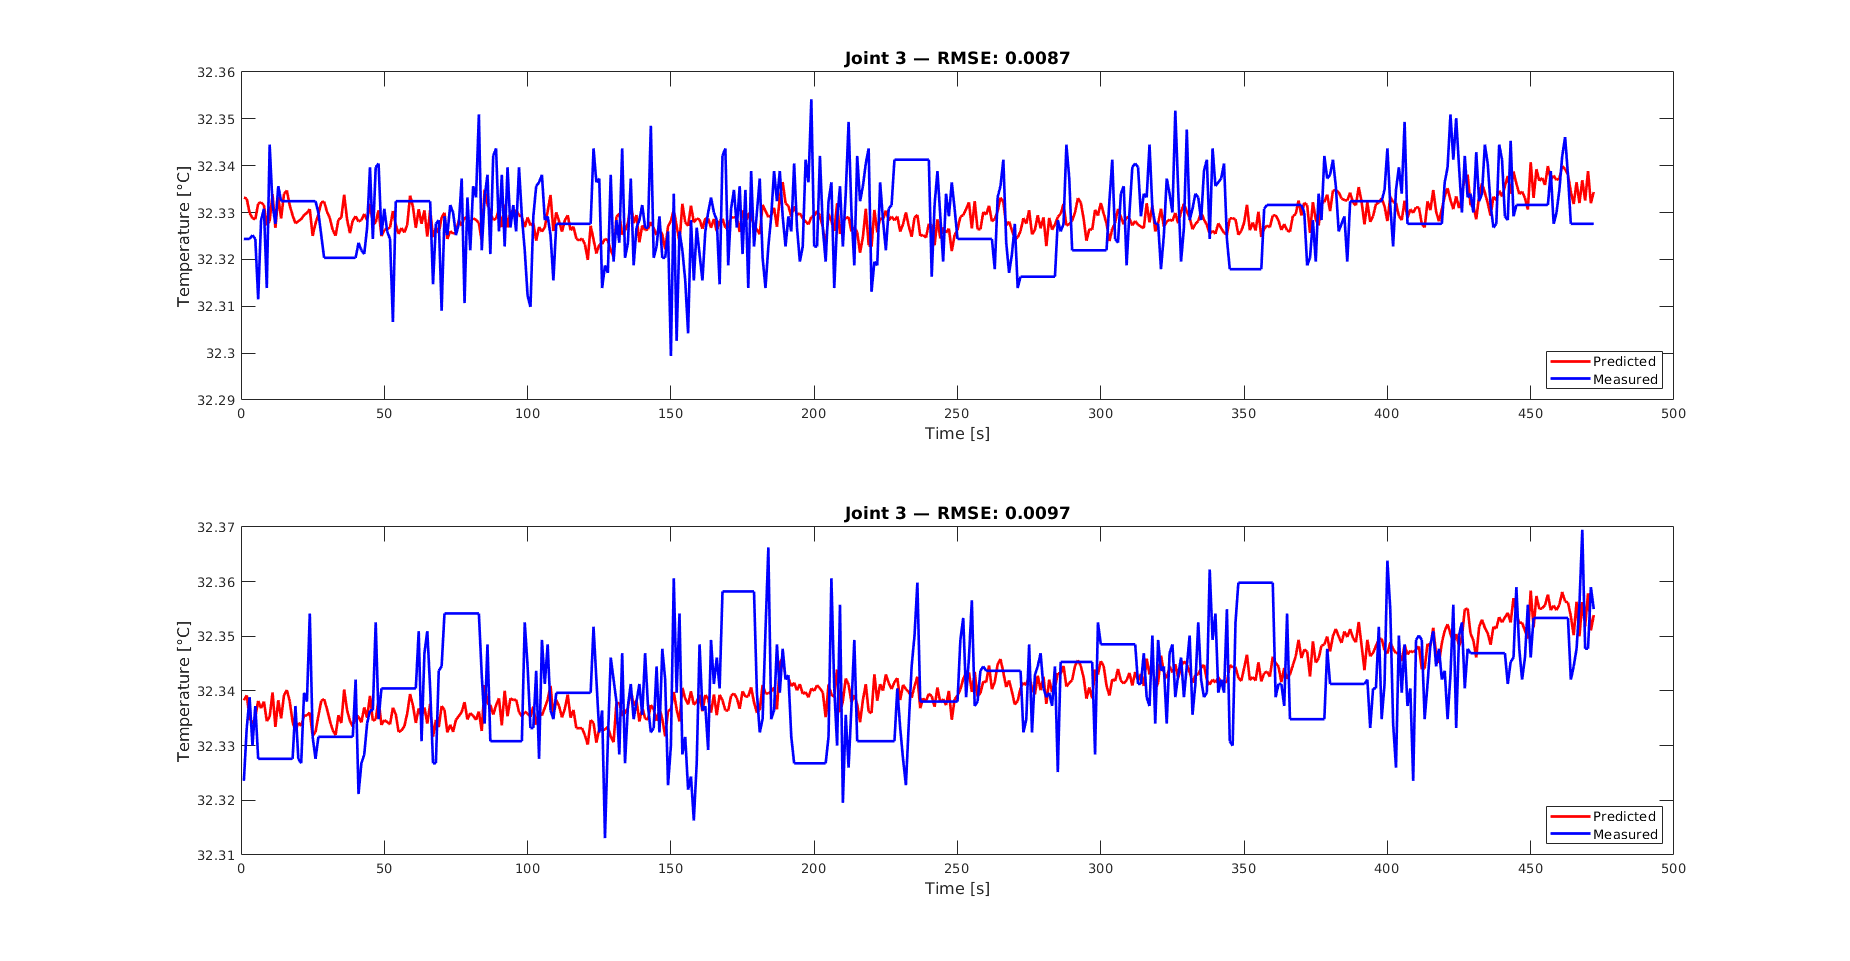 Joint 3 — RMSE: 0.0087
32.36
32.35
32.34
32.33
32.32
32.31
32.3
32.29
Temperature [°C]
0 50 100 150 200 250 300 350 400 450 500
Time [s]
Predicted
Measured
Joint 3 — RMSE: 0.0097
32.37
32.36
32.35
32.34
32.33
32.32
32.31
Temperature [°C]
0 50 100 150 200 250 300 350 400 450 500
Time [s]
Predicted
Measured